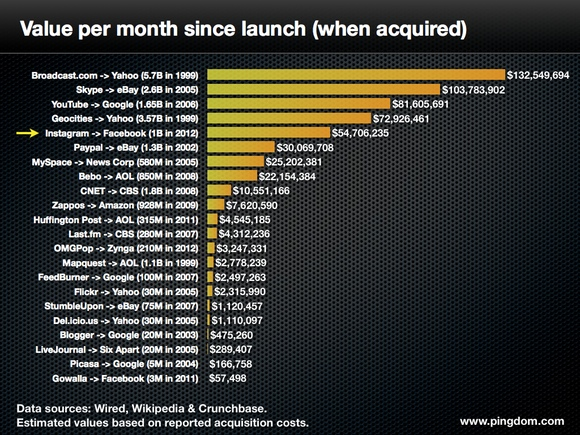 Value per month since launch (when acquired)
Broadcast.com -> Yahoo (5.7B in 1999) $132,549,694
Skype -> eBay (2.6B in 2005) $103,783,902
YouTube -> Google (1.65B in 2006) $81,605,691
Geocities -> Yahoo (3.57B in 1999) $72,926,461
Instagram -> Facebook (1B in 2012) $54,706,235
Paypal -> eBay (1.3B in 2002) $30,069,708
MySpace -> News Corp (580M in 2005) $25,202,381
Bebo -> AOL (850M in 2008) $22,154,384
CNET -> CBS (1.8B in 2008) $10,551,166
Zappos -> Amazon (928M in 2009) $7,620,590
Huffington Post -> AOL (315M in 2011) $4,545,185
Last.fm -> CBS (280M in 2007) $4,312,236
OMGPop -> Zynga (210M in 2012) $3,247,331
Mapquest -> AOL (1.1B in 1999) $2,778,239
FeedBurner -> Google (100M in 2007) $2,497,263
Flickr -> Yahoo (30M in 2005) $2,315,990
StumbleUpon -> eBay (75M in 2007) $1,120,457
Del.icio.us -> Yahoo (30M in 2005) $1,110,097
Blogger -> Google (20M in 2003) $475,260
LiveJournal -> Six Apart (20M in 2005) $289,407
Picasa -> Google (5M in 2004) $166,758
Gowalla -> Facebook (3M in 2011) $57,498
Data sources: Wired, Wikipedia & Crunchbase.
Estimated values based on reported acquisition costs.
www.pingdom.com